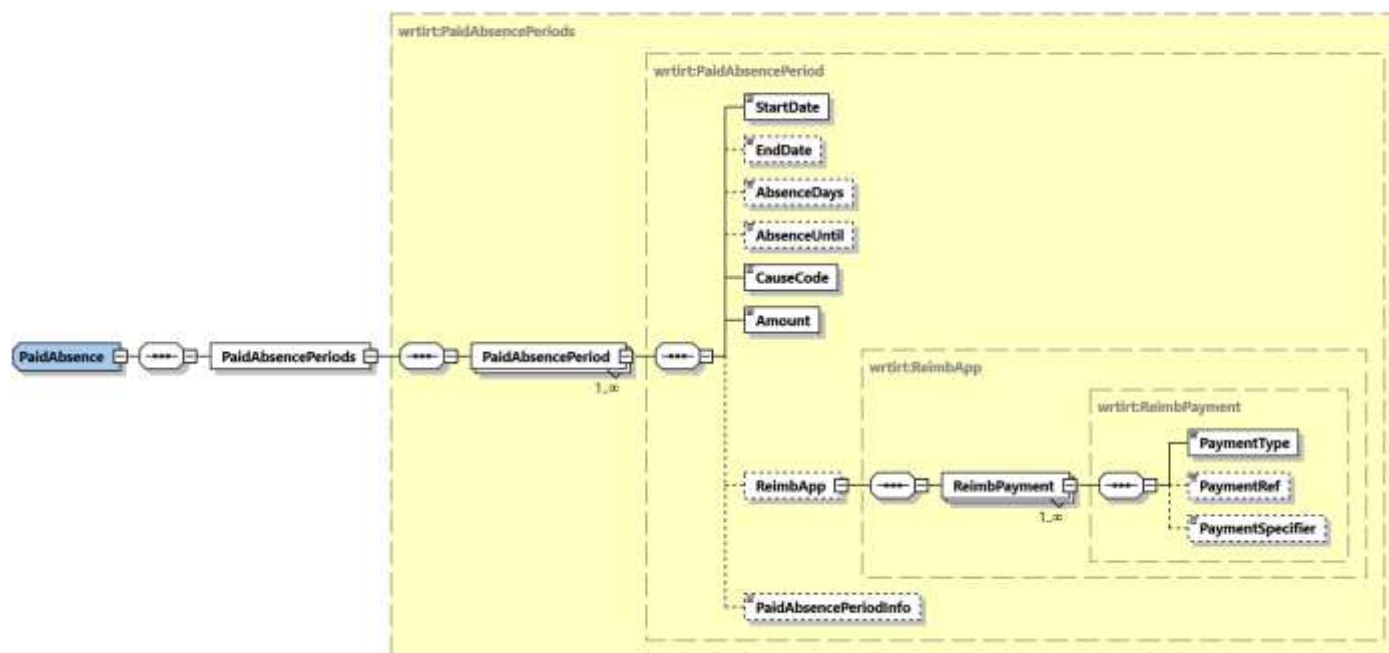 wrtirt:PaidAbsencePeriods
wrtirt:PaidAbsencePeriod
StartDate
EndDate
AbsenceDays
AbsenceUntil
CauseCode
Amount
PaidAbsence
PaidAbsencePeriods
PaidAbsencePeriod
1..∞
wrtirt:ReimbApp
wrtirt:ReimbPayment
PaymentType
ReimbApp
ReimbPayment
PaymentRef
1..∞
PaymentSpecifier
PaidAbsencePeriodInfo